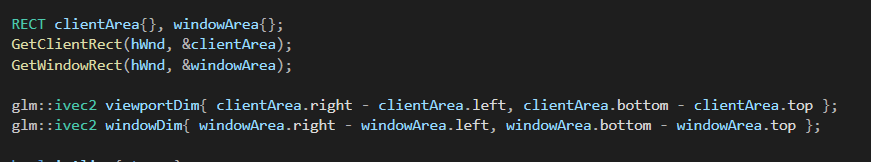 RECT clientArea{}, windowArea{};
GetClientRect(hWnd, &clientArea);
GetWindowRect(hWnd, &windowArea);
glm::ivec2 viewportDim{ clientArea.right - clientArea.left, clientArea.bottom - clientArea.top };
glm::ivec2 windowDim{ windowArea.right - windowArea.left, windowArea.bottom - windowArea.top };